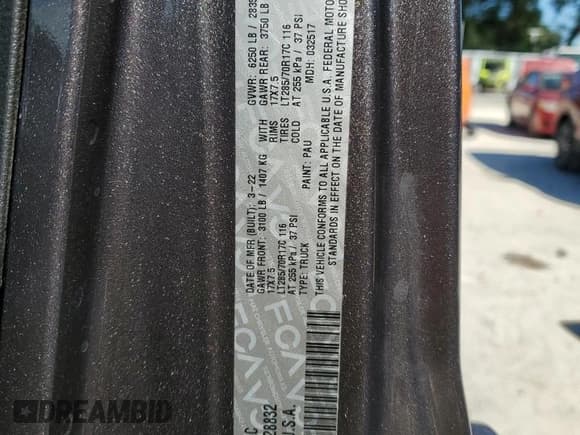 GVWR: 6250 LB / 283
DATE OF MFR (BUILT): 3-22 GAWR REAR: 3750 LB
GAWR FRONT: 3100 LB / 1407 KG WITH 17X7.5
17X7.5 RIMS LT285/70R17C 116
LT285/70R17C 116 TIRES AT 255 kPa / 37 PSI
AT 255 kPa / 37 PSI COLD
TYPE: TRUCK PAINT: PAU MDH: 032517
THIS VEHICLE CONFORMS TO ALL APPLICABLE U.S.A. FEDERAL MOTO
STANDARDS IN EFFECT ON THE DATE OF MANUFACTURE SHO
C
28832
U.S.A.
DREAMBID